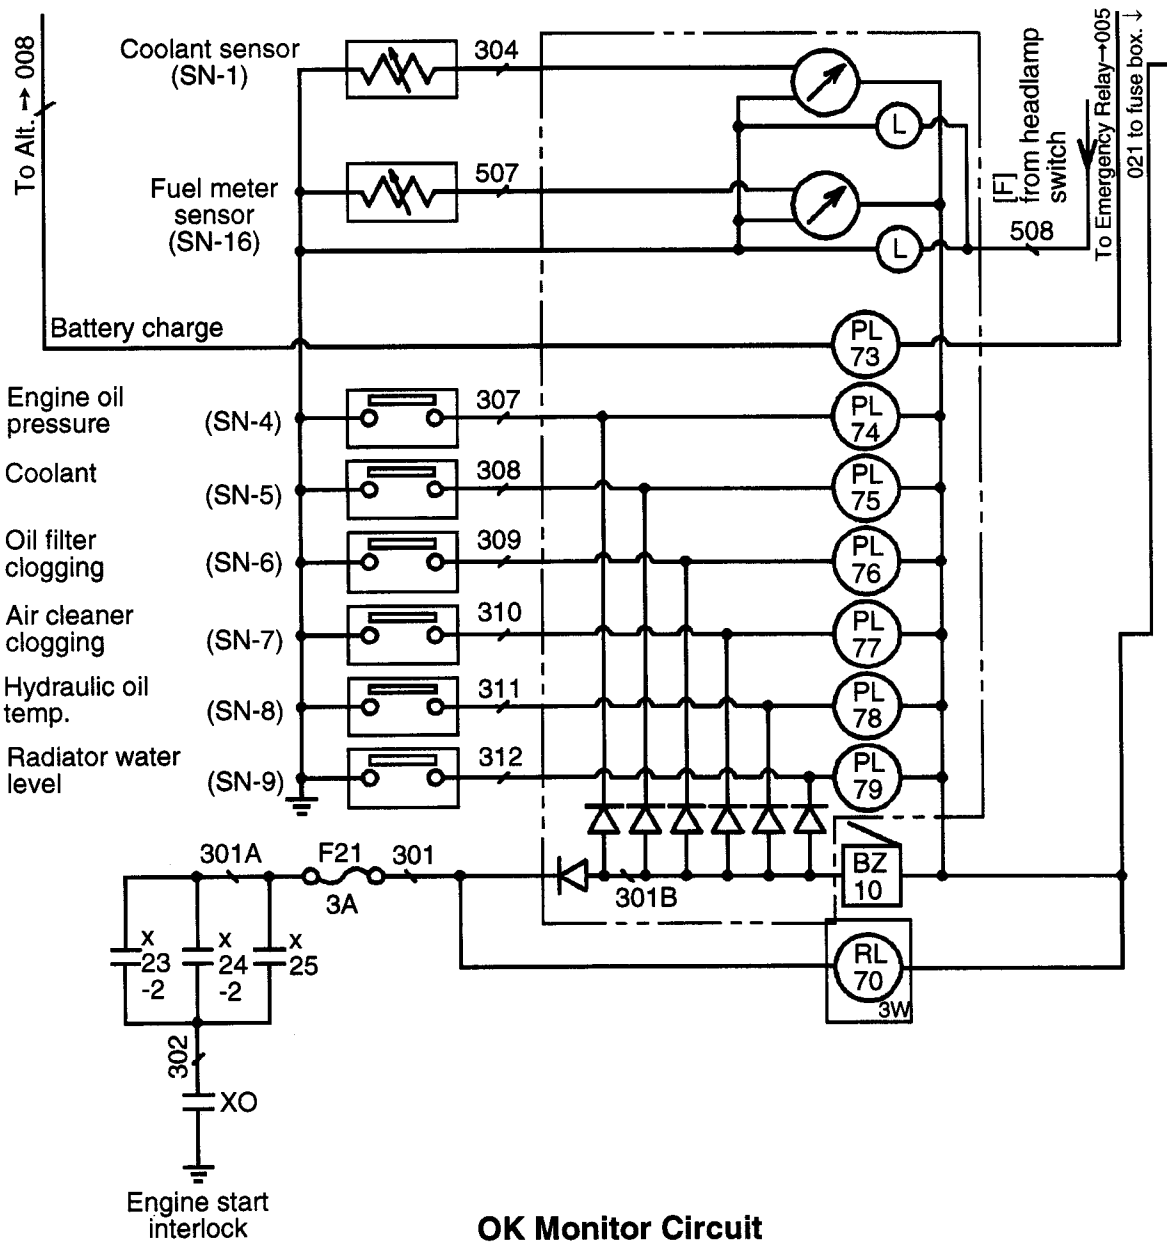 To Alt. → 008
Coolant sensor
(SN-1)
304
L
Fuel meter
sensor
(SN-16)
507
L
[F]
from headlamp
switch
508
To Emergency Relay→005
021 to fuse box. ↓
Battery charge
PL
73
Engine oil
pressure
(SN-4)
307
PL
74
Coolant
(SN-5)
308
PL
75
Oil filter
clogging
(SN-6)
309
PL
76
Air cleaner
clogging
(SN-7)
310
PL
77
Hydraulic oil
temp.
(SN-8)
311
PL
78
Radiator water
level
(SN-9)
312
PL
79
301A
F21
3A
301
301B
BZ
10
x
23
-2
x
24
-2
x
25
RL
70
3W
302
XO
Engine start
interlock
OK Monitor Circuit